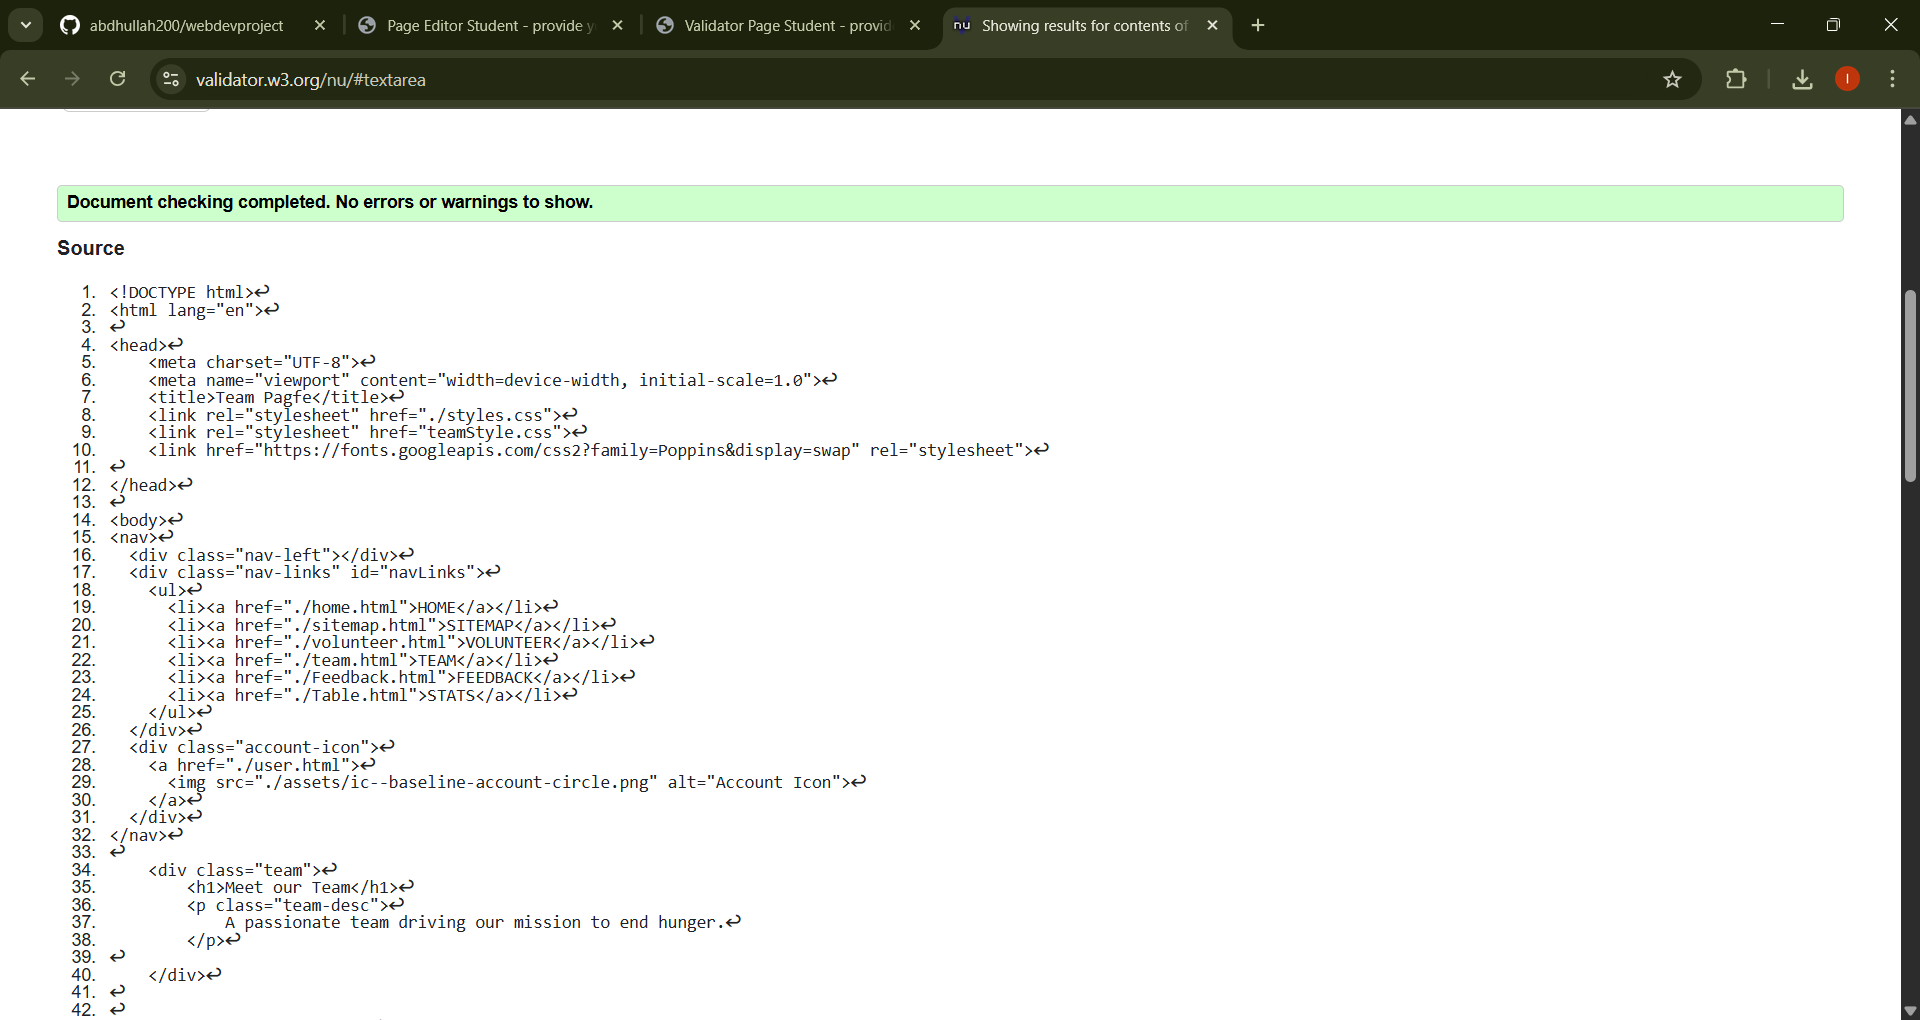 abdhullah200/webdevproject
Page Editor Student - provide y
Validator Page Student - provid
nu Showing results for contents of
validator.w3.org/nu/#textarea
I
Document checking completed. No errors or warnings to show.
Source
1. <!DOCTYPE html>↩
2. <html lang="en">↩
3. ↩
4. <head>↩
5. <meta charset="UTF-8">↩
6. <meta name="viewport" content="width=device-width, initial-scale=1.0">↩
7. <title>Team Pagfe</title>↩
8. <link rel="stylesheet" href="./styles.css">↩
9. <link rel="stylesheet" href="teamStyle.css">↩
10. <link href="https://fonts.googleapis.com/css2?family=Poppins&display=swap" rel="stylesheet">↩
11. ↩
12. </head>↩
13. ↩
14. <body>↩
15. <nav>↩
16. <div class="nav-left"></div>↩
17. <div class="nav-links" id="navLinks">↩
18. <ul>↩
19. <li><a href="./home.html">HOME</a></li>↩
20. <li><a href="./sitemap.html">SITEMAP</a></li>↩
21. <li><a href="./volunteer.html">VOLUNTEER</a></li>↩
22. <li><a href="./team.html">TEAM</a></li>↩
23. <li><a href="./Feedback.html">FEEDBACK</a></li>↩
24. <li><a href="./Table.html">STATS</a></li>↩
25. </ul>↩
26. </div>↩
27. <div class="account-icon">↩
28. <a href="./user.html">↩
29. <img src="./assets/ic--baseline-account-circle.png" alt="Account Icon">↩
30. </a>↩
31. </div>↩
32. </nav>↩
33. ↩
34. <div class="team">↩
35. <h1>Meet our Team</h1>↩
36. <p class="team-desc">↩
37. A passionate team driving our mission to end hunger.↩
38. </p>↩
39. ↩
40. </div>↩
41. ↩
42. ↩